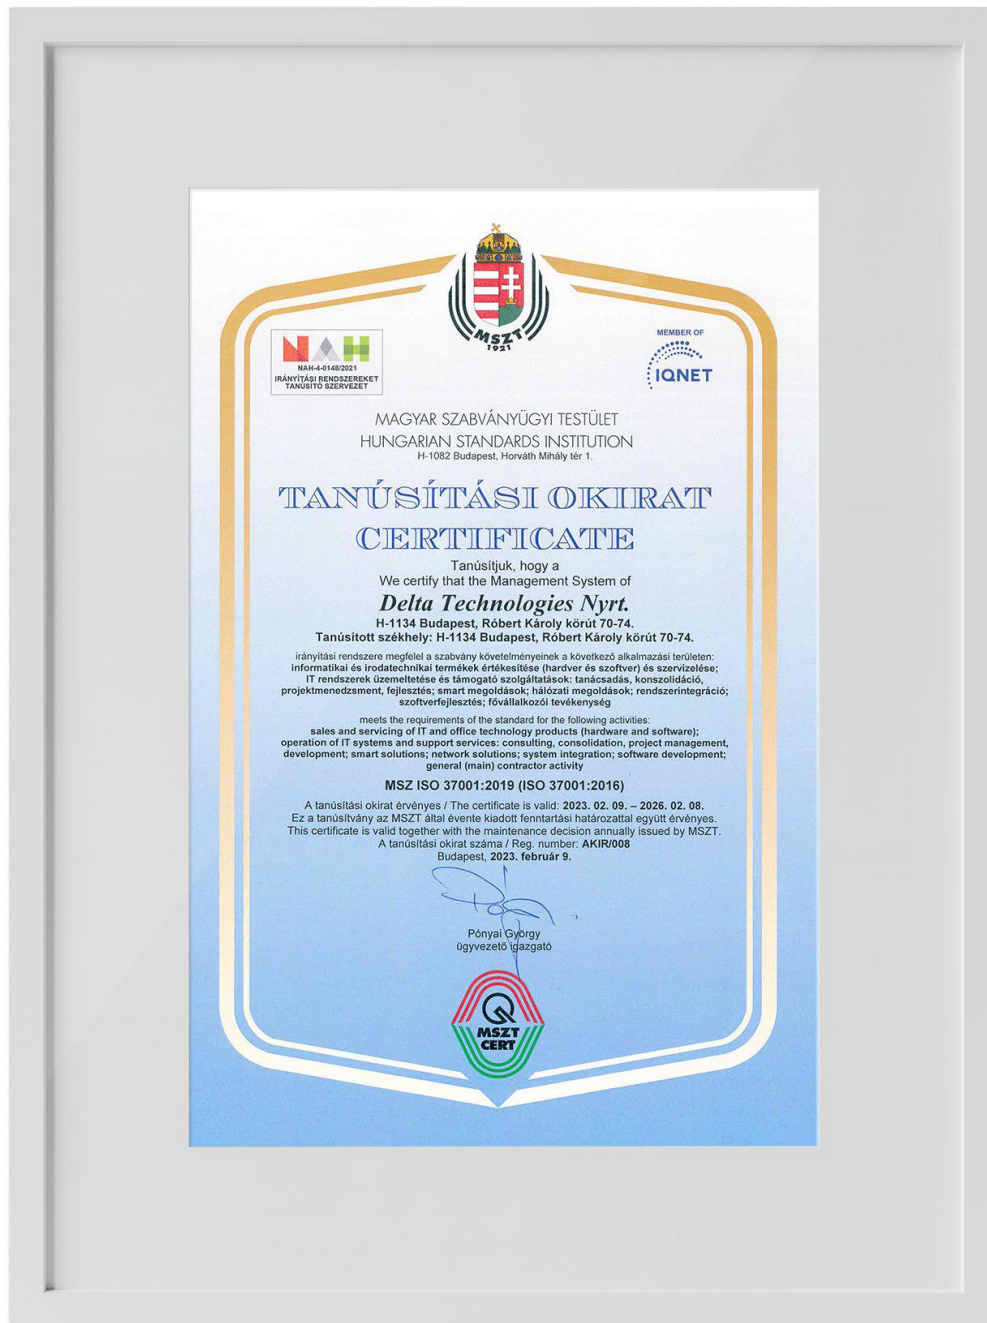 MSZT
1921
NAH
NAH-4-0148/2021
IRÁNYÍTÁSI RENDSZEREKET
TANÚSÍTÓ SZERVEZET
MEMBER OF
IQNET
MAGYAR SZABVÁNYÜGYI TESTÜLET
HUNGARIAN STANDARDS INSTITUTION
H-1082 Budapest, Horváth Mihály tér 1.
TANÚSÍTÁSI OKIRAT
CERTIFICATE
Tanúsítjuk, hogy a
We certify that the Management System of
Delta Technologies Nyrt.
H-1134 Budapest, Róbert Károly körút 70-74.
Tanúsított székhely: H-1134 Budapest, Róbert Károly körút 70-74.
irányítási rendszere megfelel a szabvány követelményeinek a következő alkalmazási területen:
informatikai és irodatechnikai termékek értékesítése (hardver és szoftver) és szervizelése;
IT rendszerek üzemeltetése és támogató szolgáltatások: tanácsadás, konszolidáció,
projektmenedzsment, fejlesztés; smart megoldások; hálózati megoldások; rendszerintegráció;
szoftverfejlesztés; fővállalkozói tevékenység
meets the requirements of the standard for the following activities:
sales and servicing of IT and office technology products (hardware and software);
operation of IT systems and support services: consulting, consolidation, project management,
development; smart solutions; network solutions; system integration; software development;
general (main) contractor activity
MSZ ISO 37001:2019 (ISO 37001:2016)
A tanúsítási okirat érvényes / The certificate is valid: 2023. 02. 09. – 2026. 02. 08.
Ez a tanúsítvány az MSZT által évente kiadott fenntartási határozattal együtt érvényes.
This certificate is valid together with the maintenance decision annually issued by MSZT.
A tanúsítási okirat száma / Reg. number: AKIR/008
Budapest, 2023. február 9.
Pónyai György
ügyvezető igazgató
MSZT
CERT